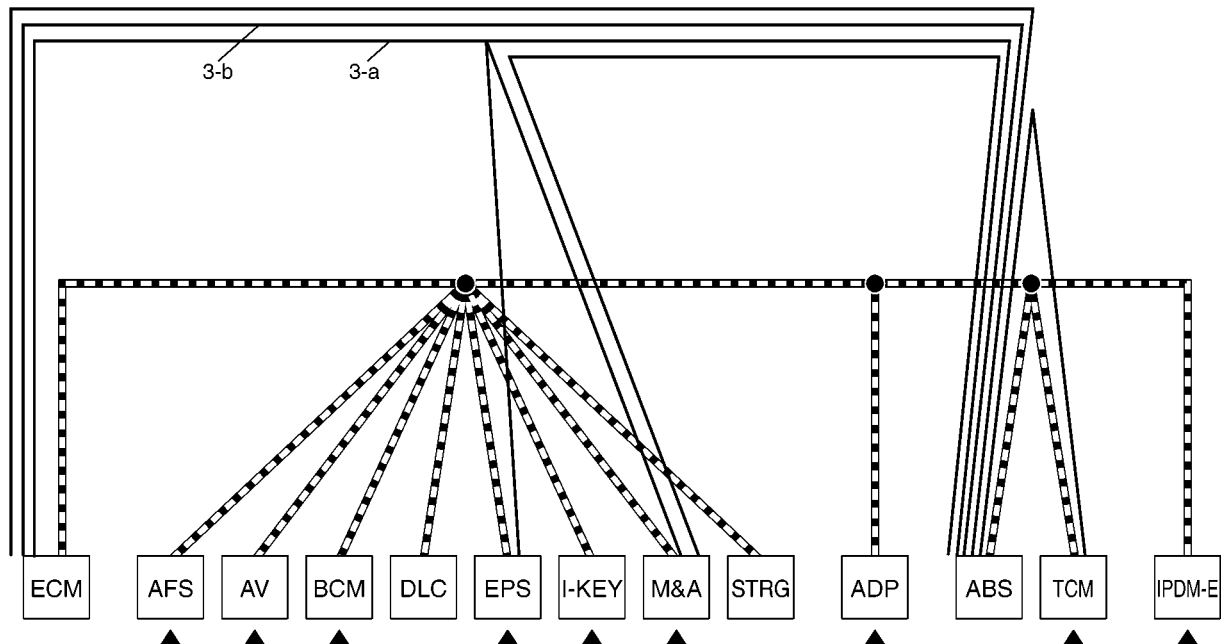 3-b
3-a
ECM
AFS
AV
BCM
DLC
EPS
I-KEY
M&A
STRG
ADP
ABS
TCM
IPDM-E